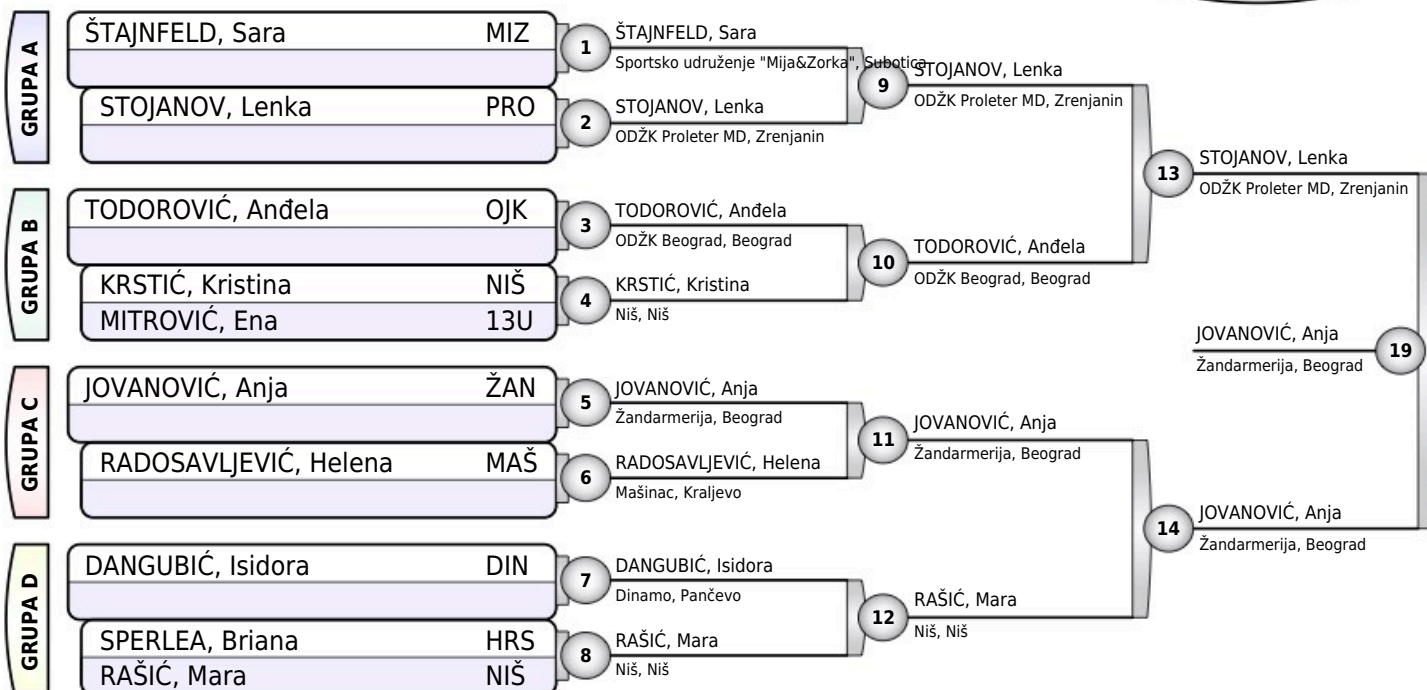 GRUPA A
ŠTAJNFELD, Sara MIZ
STOJANOV, Lenka PRO
GRUPA B
TODOROVIĆ, Anđela OJK
KRSTIĆ, Kristina NIŠ
MITROVIĆ, Ena 13U
GRUPA C
JOVANOVIĆ, Anja ŽAN
RADOSAVLJEVIĆ, Helena MAŠ
GRUPA D
DANGUBIĆ, Isidora DIN
SPERLEA, Briana HRS
RAŠIĆ, Mara NIŠ
1
ŠTAJNFELD, Sara
Sportsko udruženje "Mija&Zorka", Subotica
2
STOJANOV, Lenka
ODŽK Proleter MD, Zrenjanin
3
TODOROVIĆ, Anđela
ODŽK Beograd, Beograd
4
KRSTIĆ, Kristina
Niš, Niš
5
JOVANOVIĆ, Anja
Žandarmerija, Beograd
6
RADOSAVLJEVIĆ, Helena
Mašinac, Kraljevo
7
DANGUBIĆ, Isidora
Dinamo, Pančevo
8
RAŠIĆ, Mara
Niš, Niš
9
STOJANOV, Lenka
ODŽK Proleter MD, Zrenjanin
10
TODOROVIĆ, Anđela
ODŽK Beograd, Beograd
11
JOVANOVIĆ, Anja
Žandarmerija, Beograd
12
RAŠIĆ, Mara
Niš, Niš
13
STOJANOV, Lenka
ODŽK Proleter MD, Zrenjanin
14
JOVANOVIĆ, Anja
Žandarmerija, Beograd
JOVANOVIĆ, Anja
Žandarmerija, Beograd
19